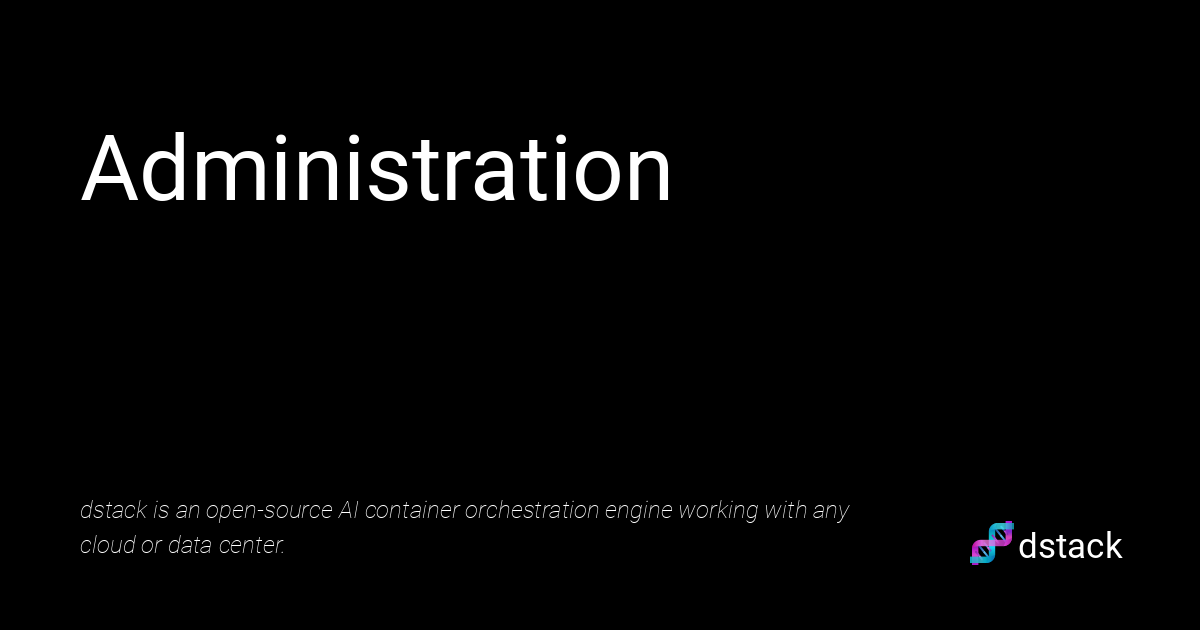 Administration
dstack is an open-source AI container orchestration engine working with any
cloud or data center.
dstack